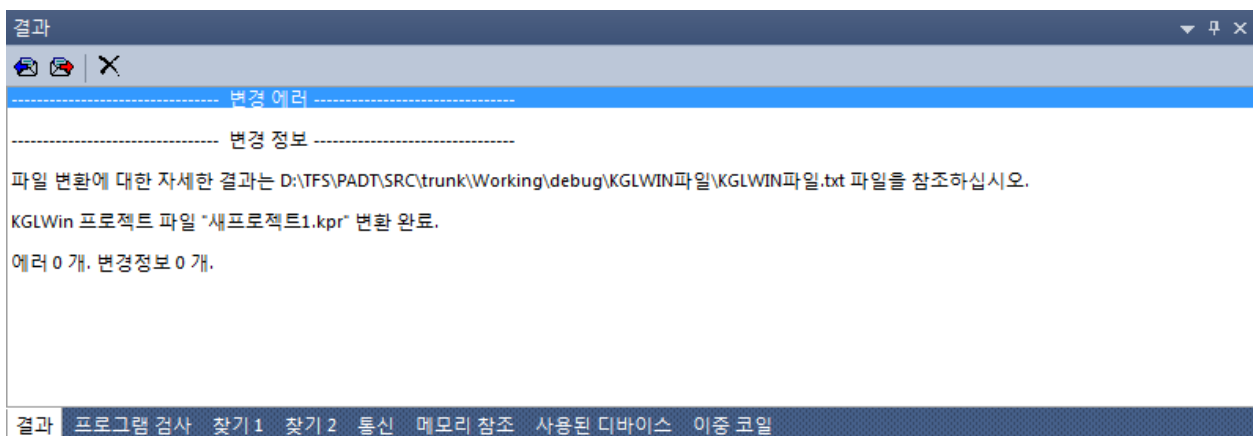 결과
-------------------------------- 변경 에러 --------------------------------
-------------------------------- 변경 정보 --------------------------------
파일 변환에 대한 자세한 결과는 D:\TFS\PADT\SRC\trunk\Working\debug\KGLWIN파일\KGLWIN파일.txt 파일을 참조하십시오.
KGLWin 프로젝트 파일 "새프로젝트1.kpr" 변환 완료.
에러 0 개. 변경정보 0 개.
결과 프로그램 검사 찾기 1 찾기 2 통신 메모리 참조 사용된 디바이스 이중 코일